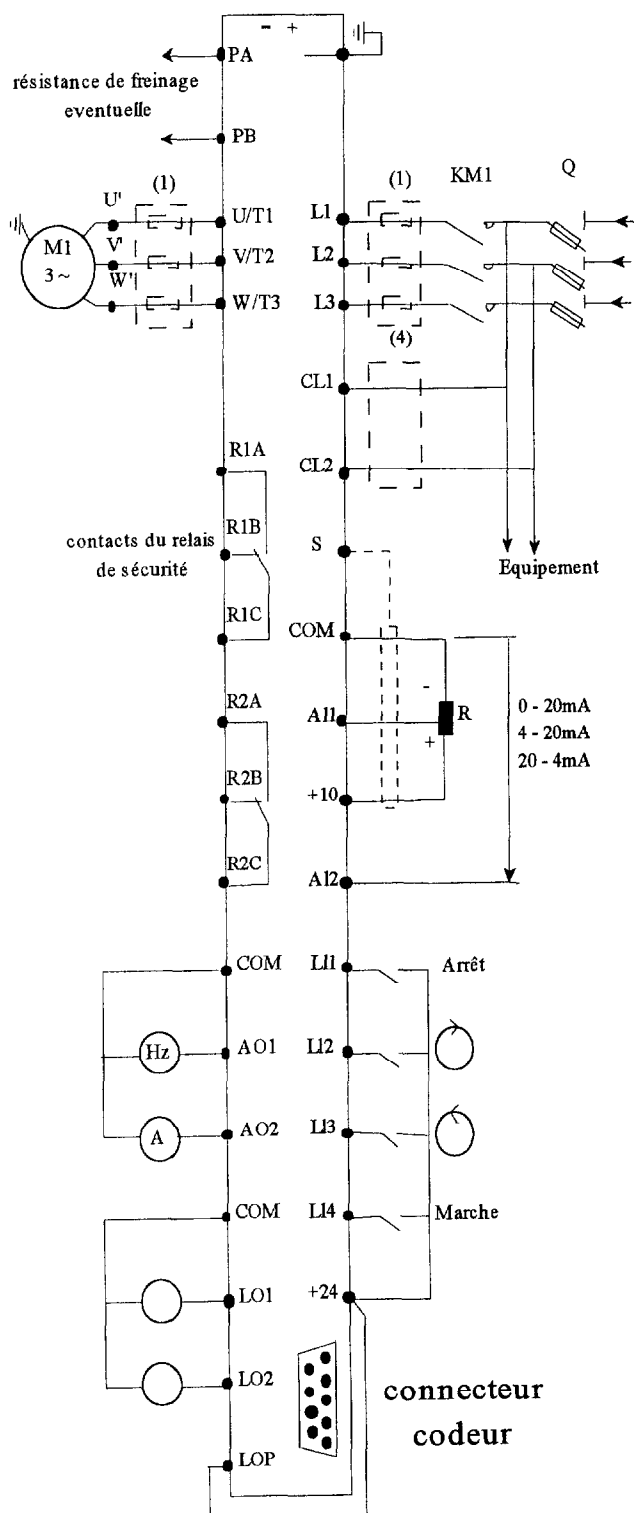 - +
PA
résistance de freinage
eventuelle
PB
(1)
(1)
KM1
Q
U'
U/T1
L1
M1
3~
V'
V/T2
L2
W'
W/T3
L3
(4)
CL1
R1A
CL2
R1B
S
contacts du relais
de sécurité
Equipement
R1C
COM
R2A
-
AI1
R
0 - 20mA
+
4 - 20mA
20 - 4mA
R2B
+10
R2C
AI2
COM
LI1
Arrêt
Hz
AO1
LI2
A
AO2
LI3
COM
LI4
Marche
LO1
+24
LO2
connecteur
codeur
LOP